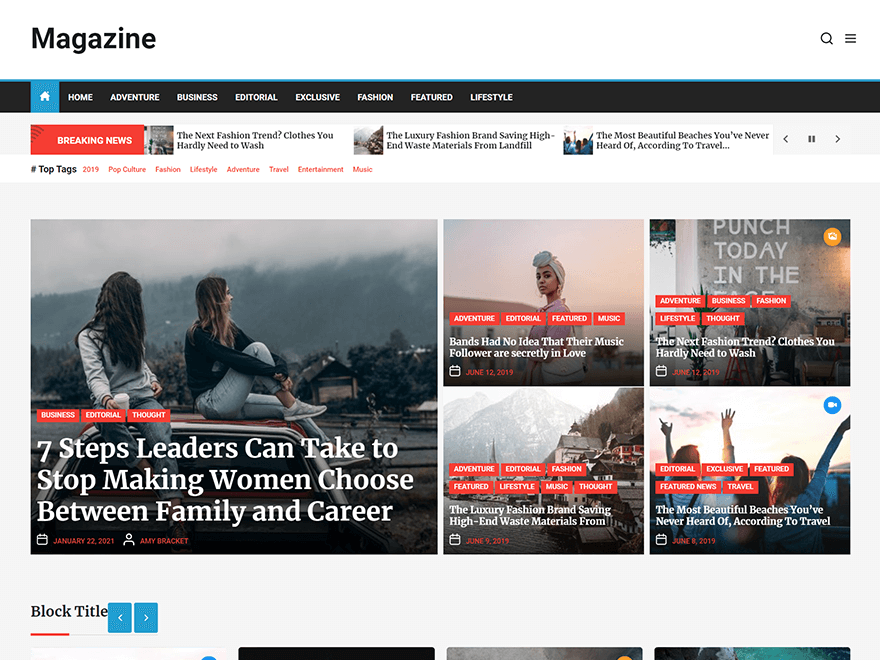 Magazine
HOME ADVENTURE BUSINESS EDITORIAL EXCLUSIVE FASHION FEATURED LIFESTYLE
BREAKING NEWS
The Next Fashion Trend? Clothes You
Hardly Need to Wash
The Luxury Fashion Brand Saving High-
End Waste Materials From Landfill
The Most Beautiful Beaches You've Never
Heard Of, According To Travel...
# Top Tags 2019 Pop Culture Fashion Lifestyle Adventure Travel Entertainment Music
BUSINESS EDITORIAL THOUGHT
7 Steps Leaders Can Take to
Stop Making Women Choose
Between Family and Career
JANUARY 22, 2021 AMY BRACKET
ADVENTURE EDITORIAL FEATURED MUSIC
Bands Had No Idea That Their Music
Follower are secretly in Love
JUNE 12, 2019
PUNCH
TODAY
IN THE
FACE
ADVENTURE BUSINESS FASHION
LIFESTYLE THOUGHT
The Next Fashion Trend? Clothes You
Hardly Need to Wash
JUNE 12, 2019
ADVENTURE EDITORIAL FASHION
FEATURED LIFESTYLE MUSIC THOUGHT
The Luxury Fashion Brand Saving
High-End Waste Materials From
JUNE 9, 2019
EDITORIAL EXCLUSIVE FEATURED
FEATURED NEWS TRAVEL
The Most Beautiful Beaches You've
Never Heard Of, According To Travel
JUNE 8, 2019
Block Title